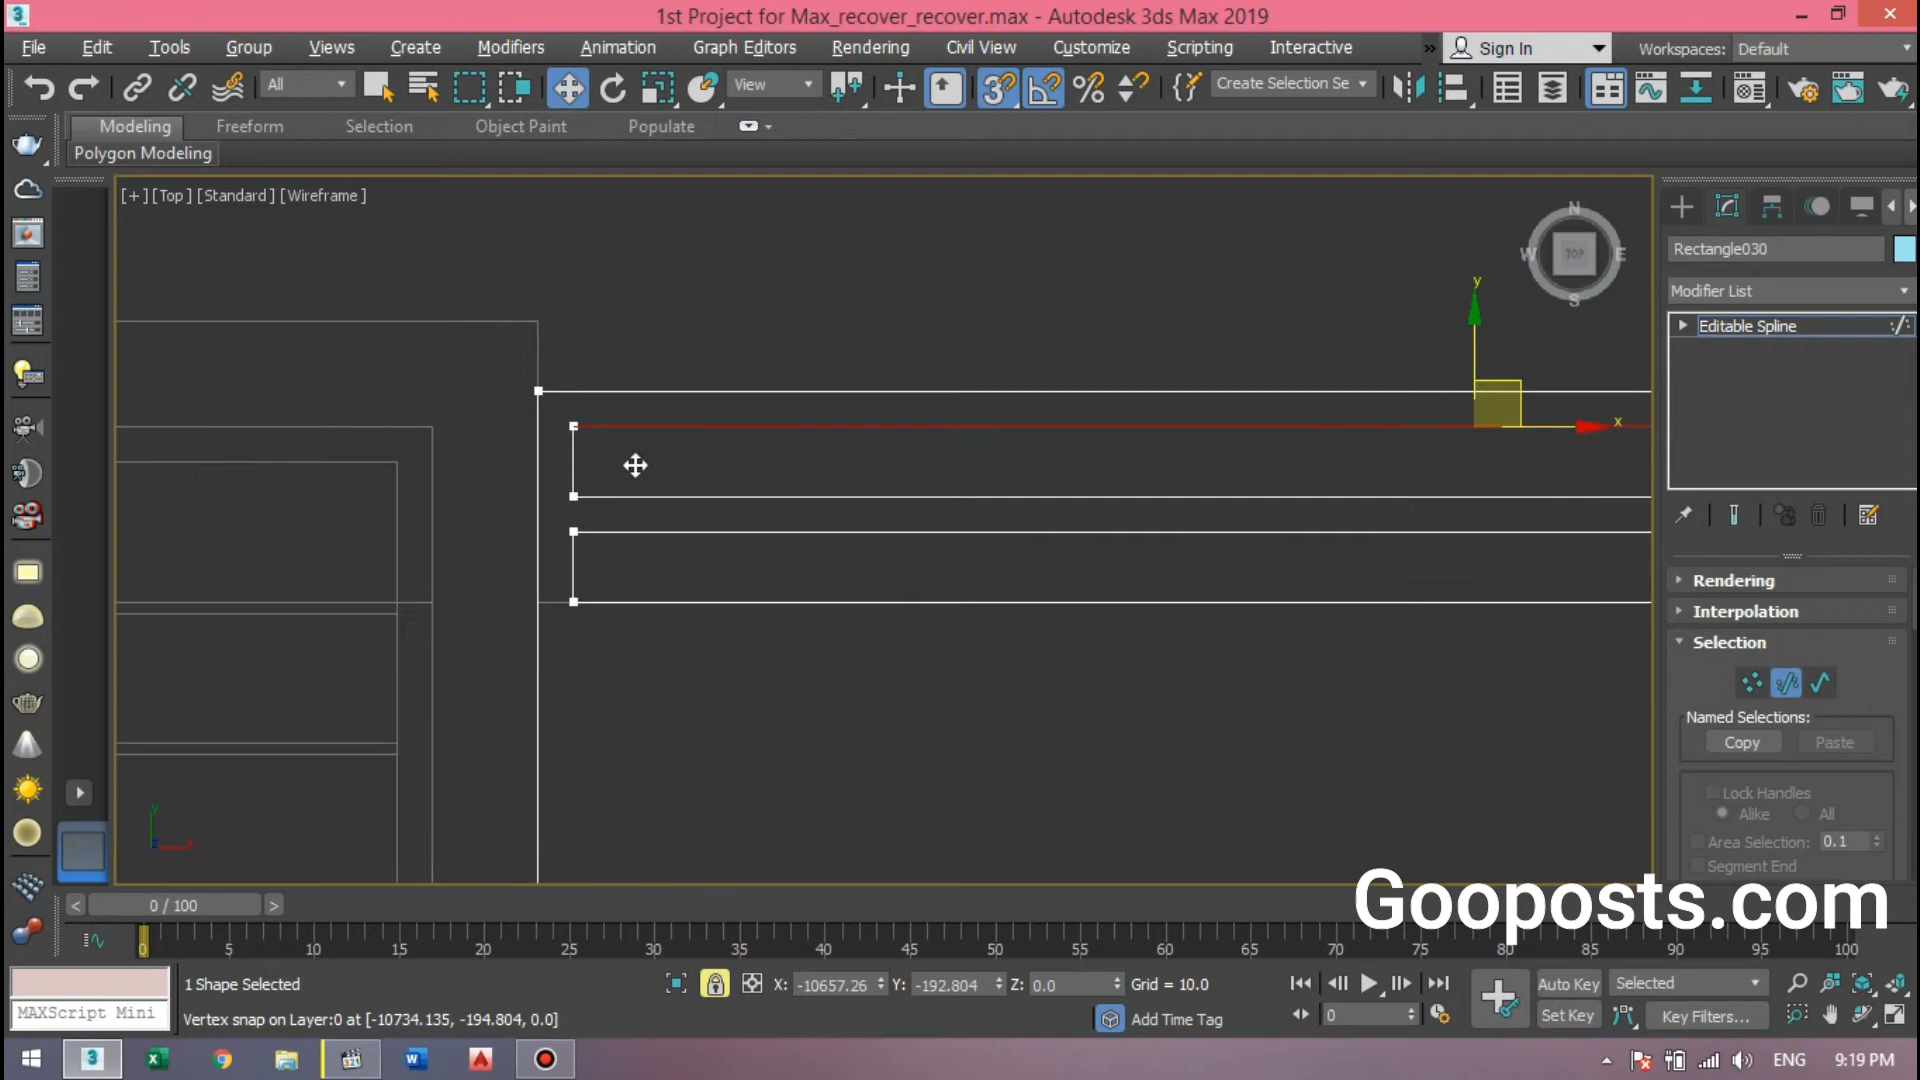 3
1st Project for Max_recover_recover.max - Autodesk 3ds Max 2019
File Edit Tools Group Views Create Modifiers Animation Graph Editors Rendering Civil View Customize Scripting Interactive » Sign In Workspaces: Default
All View Create Selection Se
Modeling Freeform Selection Object Paint Populate
Polygon Modeling
[+] [Top] [Standard] [Wireframe]
N
W TOP E
S
y
x
Rectangle030
Modifier List
Editable Spline
Rendering
Interpolation
Selection
Named Selections:
Copy Paste
Lock Handles
Alike All
Area Selection: 0.1
Segment End
y
z x
Gooposts.com
< 0 / 100 >
0 5 10 15 20 25 30 35 40 45 50 55 60 65 70 75 80 85 90 95 100
1 Shape Selected X: -10657.26 Y: -192.804 Z: 0.0 Grid = 10.0 Auto Key Selected
MAXScript Mini Vertex snap on Layer:0 at [-10734.135, -194.804, 0.0] Add Time Tag 0 Set Key Key Filters...
ENG 9:19 PM